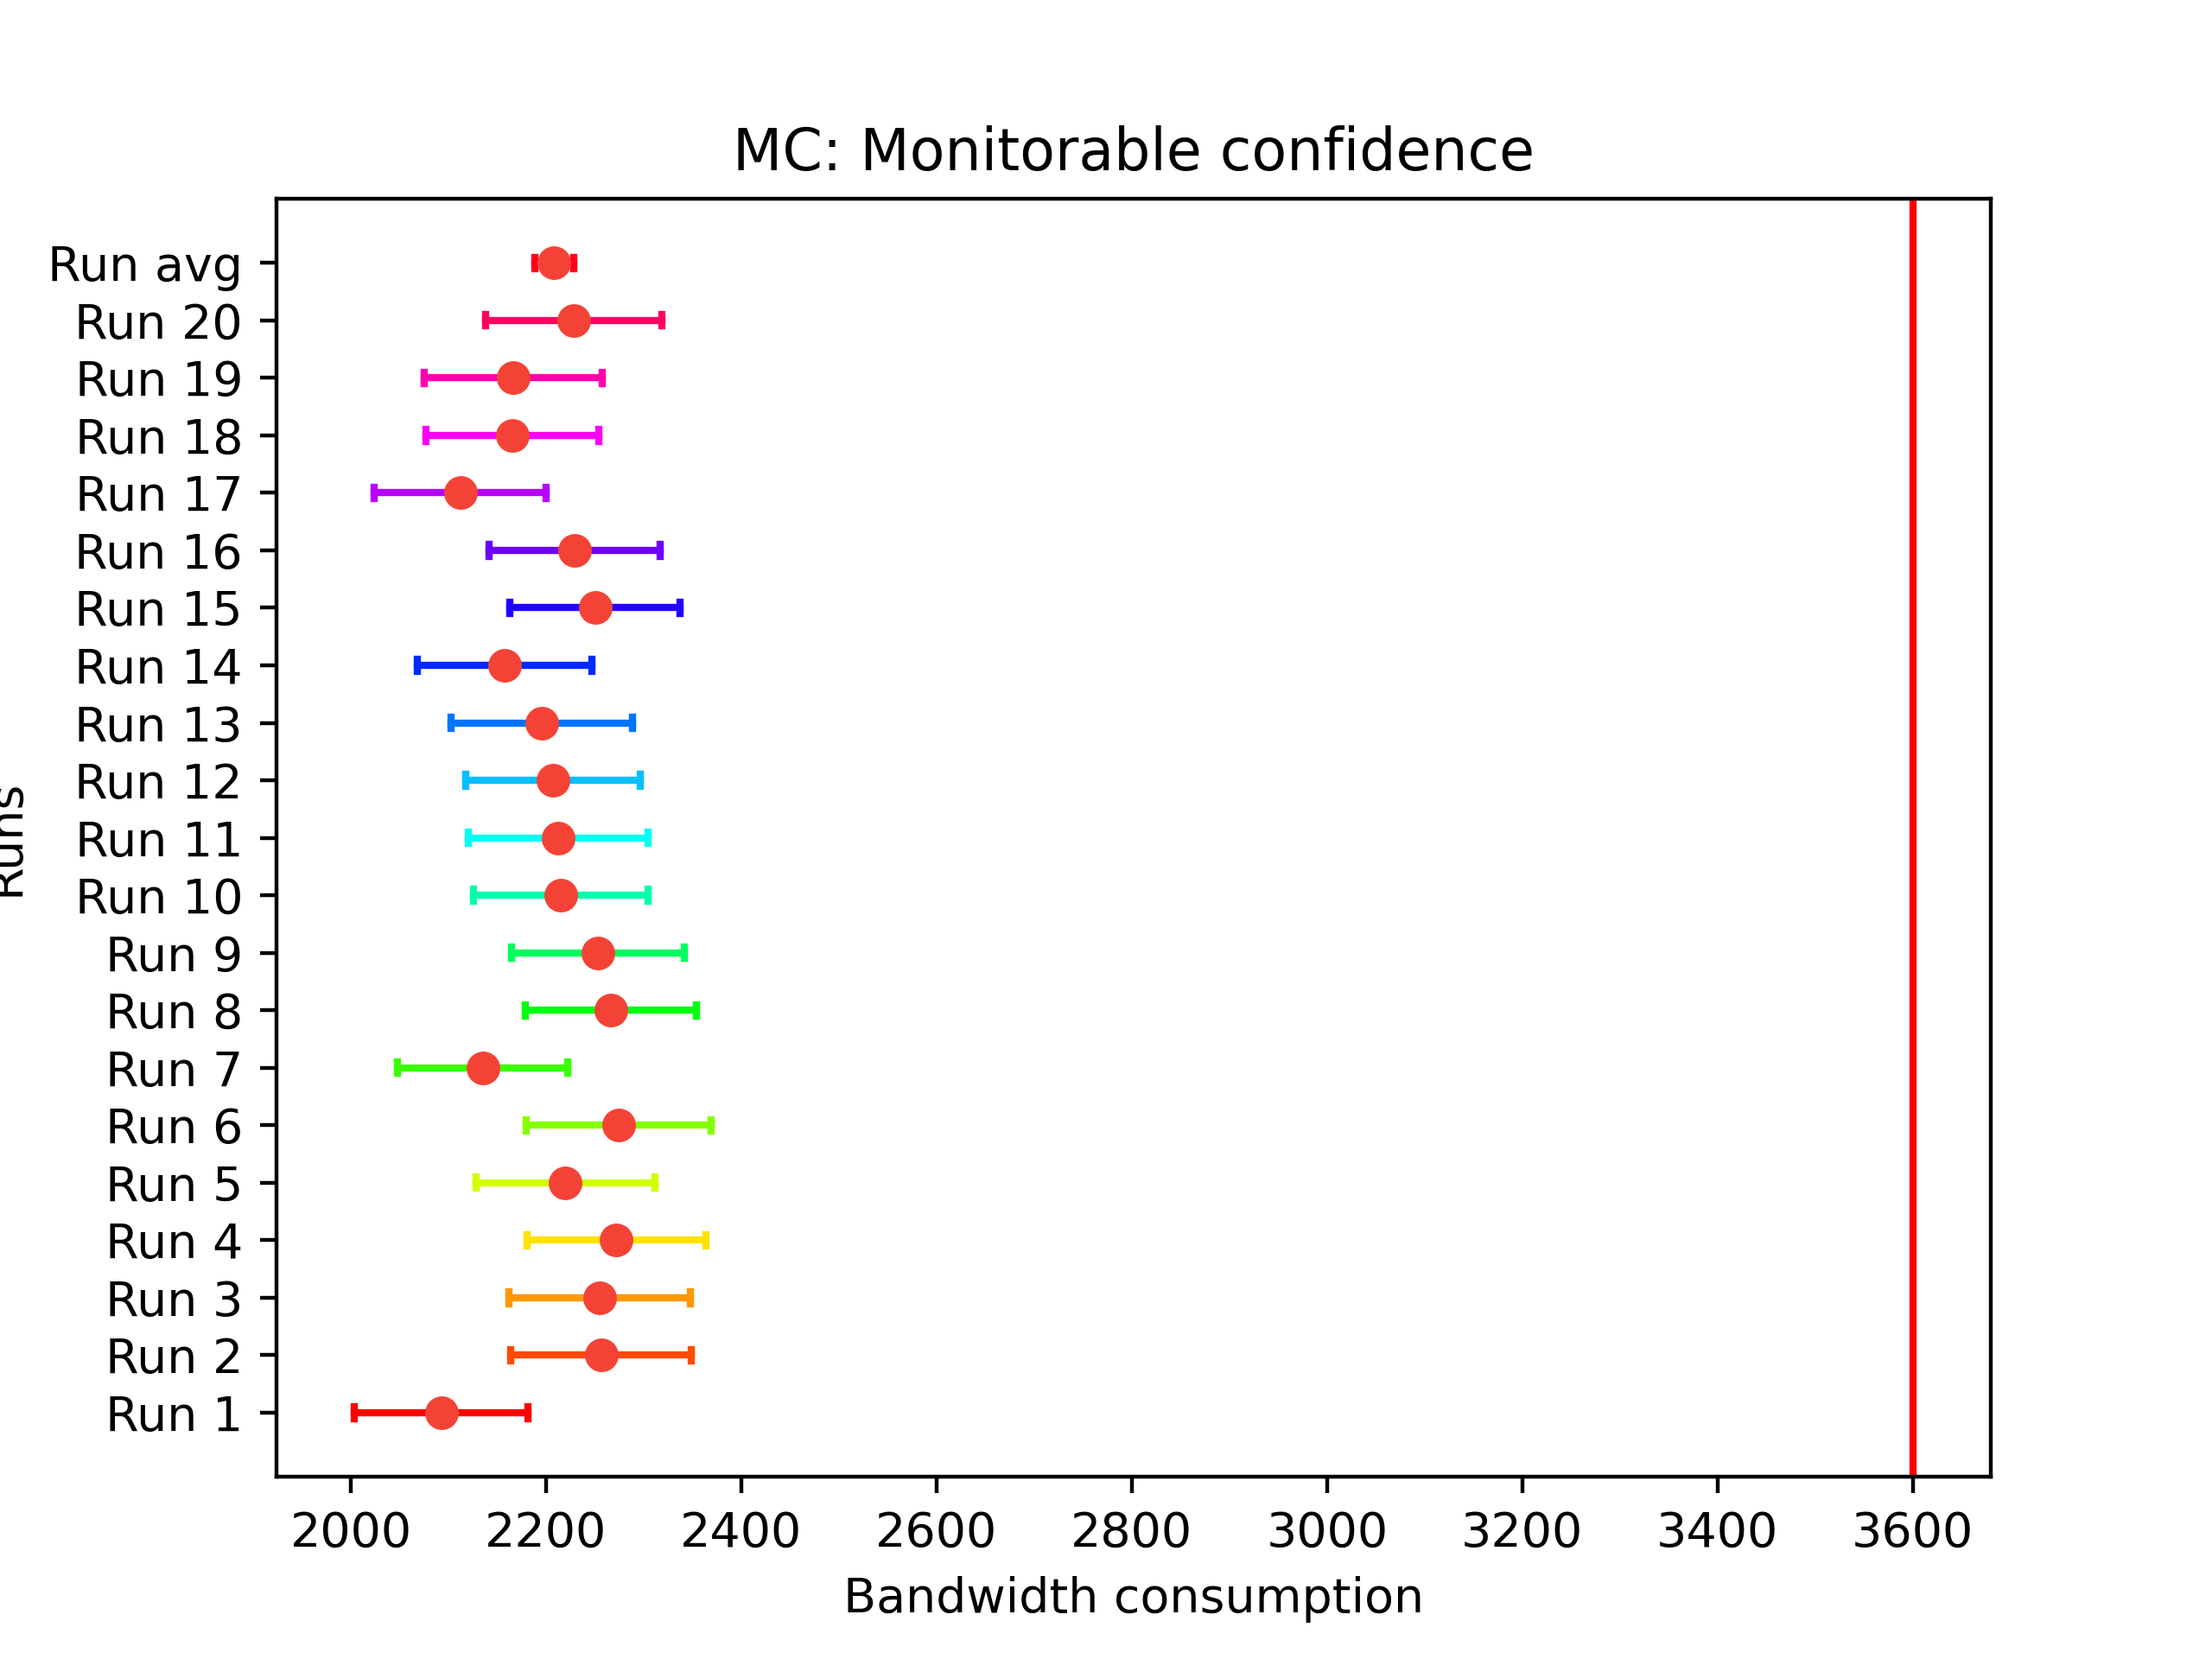 MC: Monitorable confidence
Run avg
Run 20
Run 19
Run 18
Run 17
Run 16
Run 15
Run 14
Run 13
Run 12
Run 11
Run 10
Run 9
Run 8
Run 7
Run 6
Run 5
Run 4
Run 3
Run 2
Run 1
Runs
2000 2200 2400 2600 2800 3000 3200 3400 3600
Bandwidth consumption